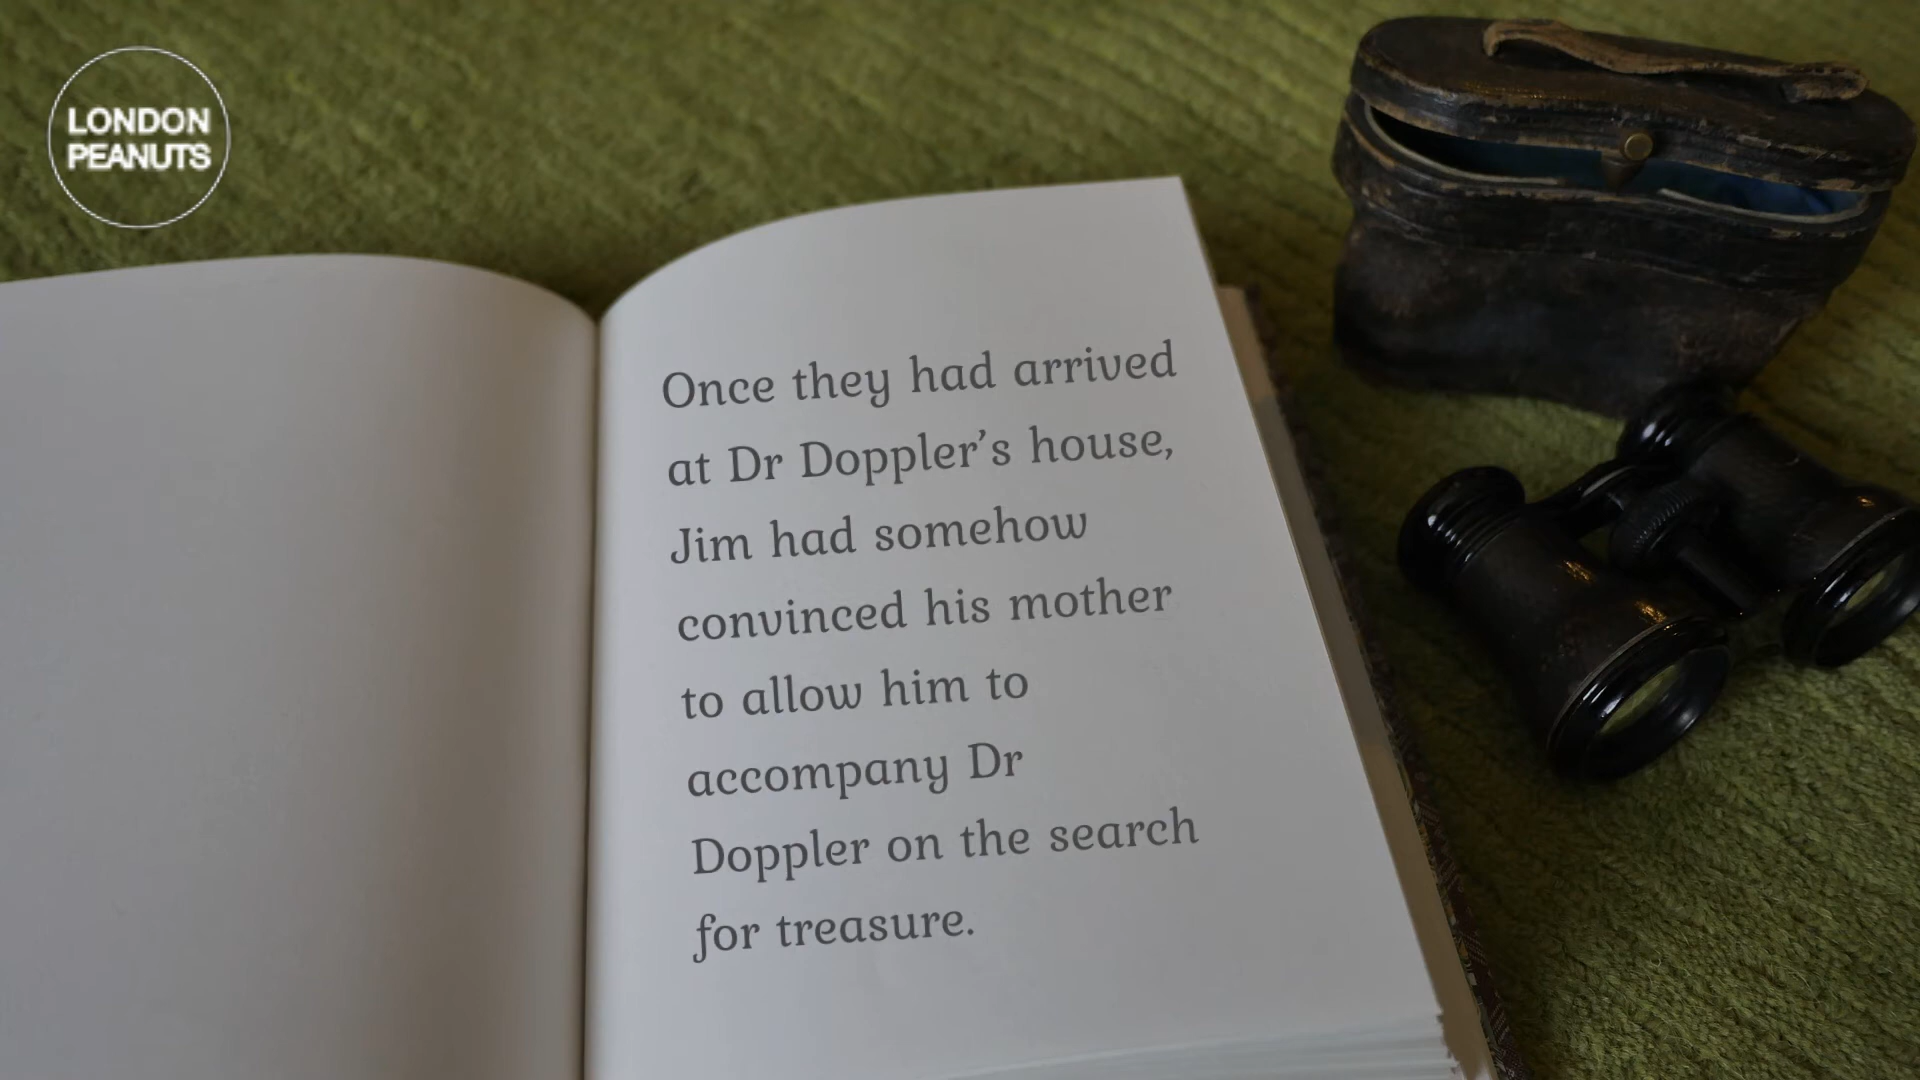 LONDON
PEANUTS
Once they had arrived
at Dr Doppler's house,
Jim had somehow
convinced his mother
to allow him to
accompany Dr
Doppler on the search
for treasure.